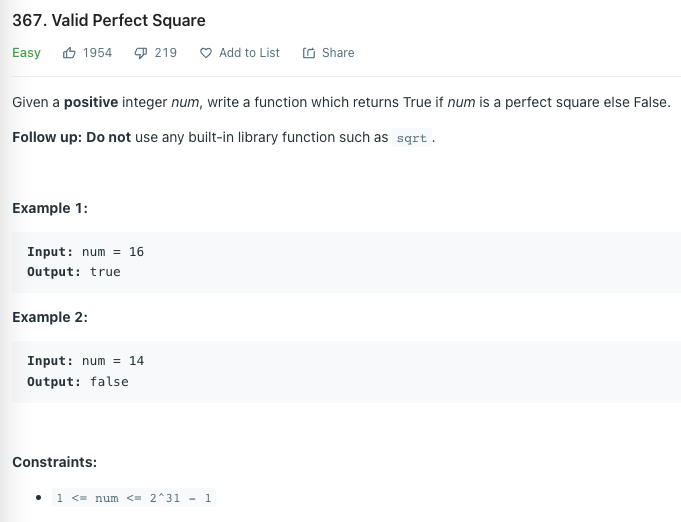 367. Valid Perfect Square
Easy 1954 219 Add to List Share
Given a positive integer num, write a function which returns True if num is a perfect square else False.
Follow up: Do not use any built-in library function such as sqrt.
Example 1:
Input: num = 16
Output: true
Example 2:
Input: num = 14
Output: false
Constraints:
• 1 <= num <= 2^31 - 1